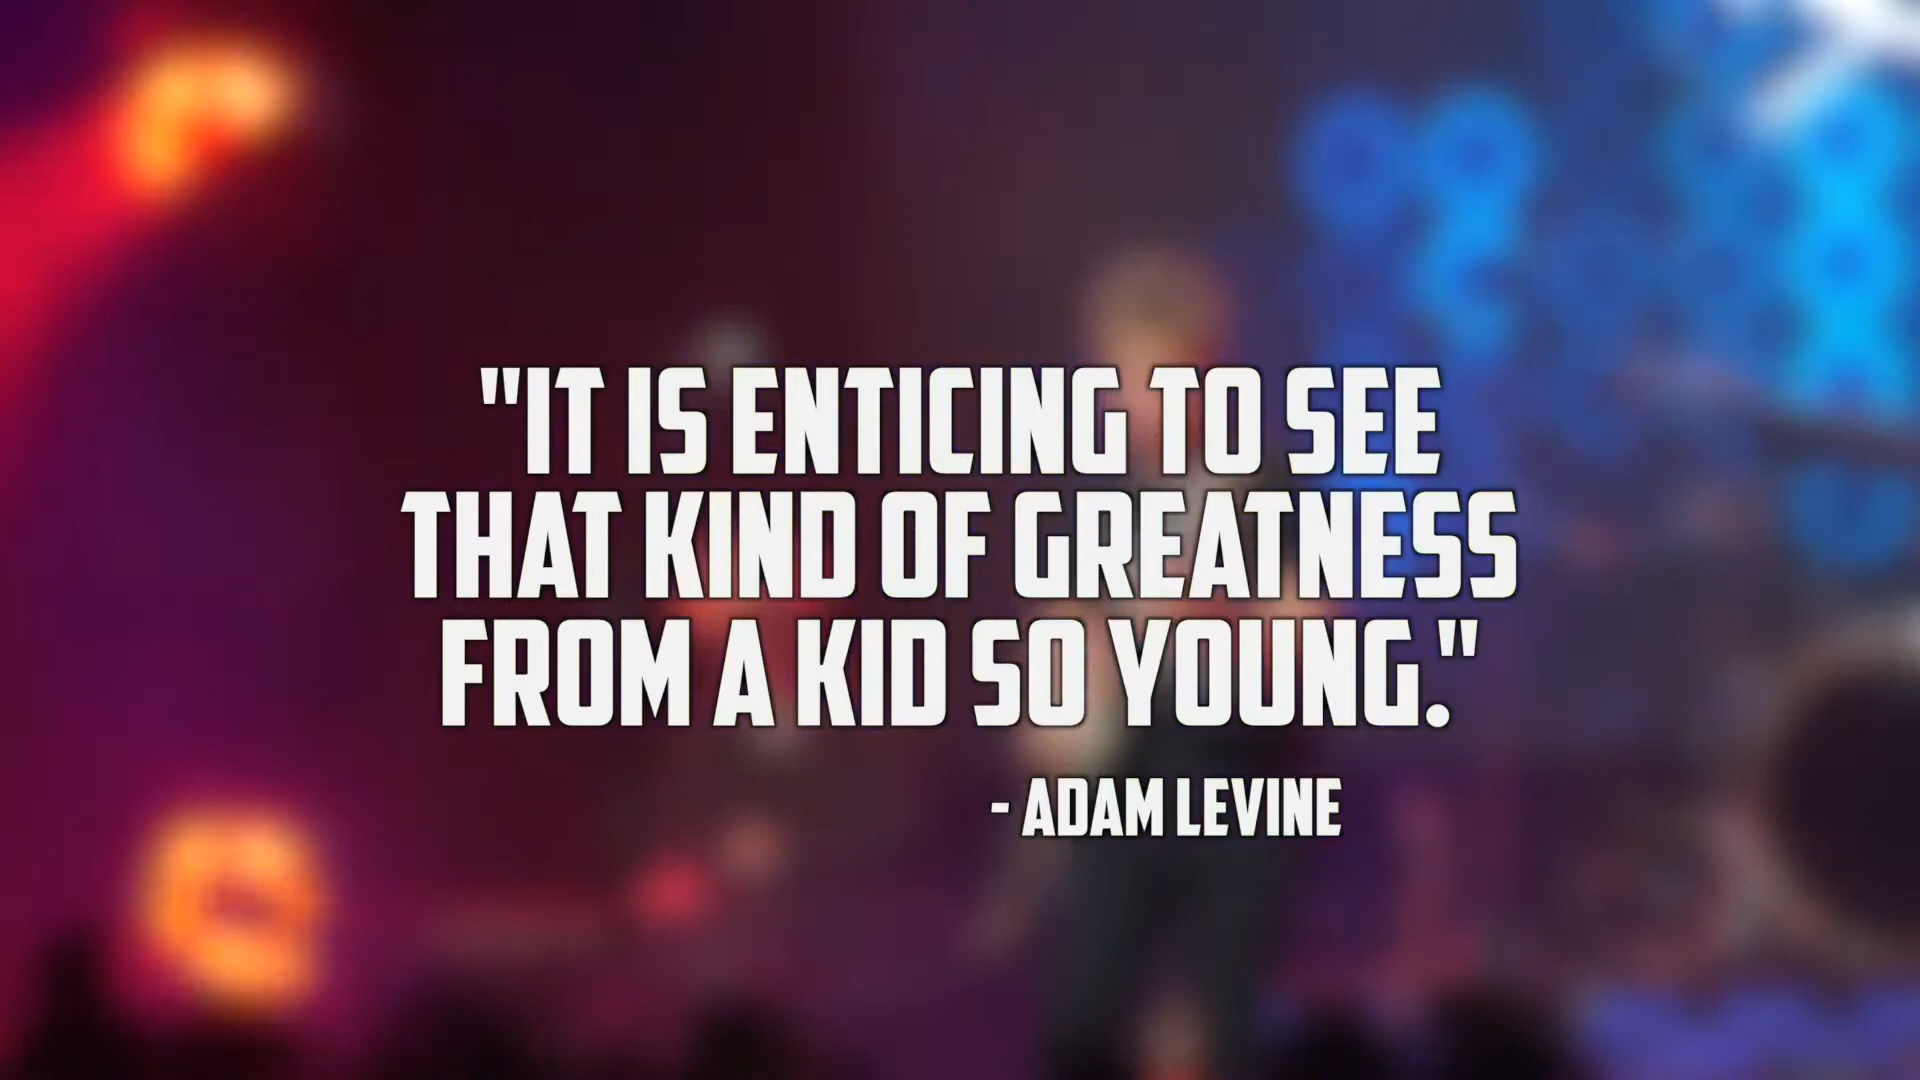 "IT IS ENTICING TO SEE
THAT KIND OF GREATNESS
FROM A KID SO YOUNG."
- ADAM LEVINE